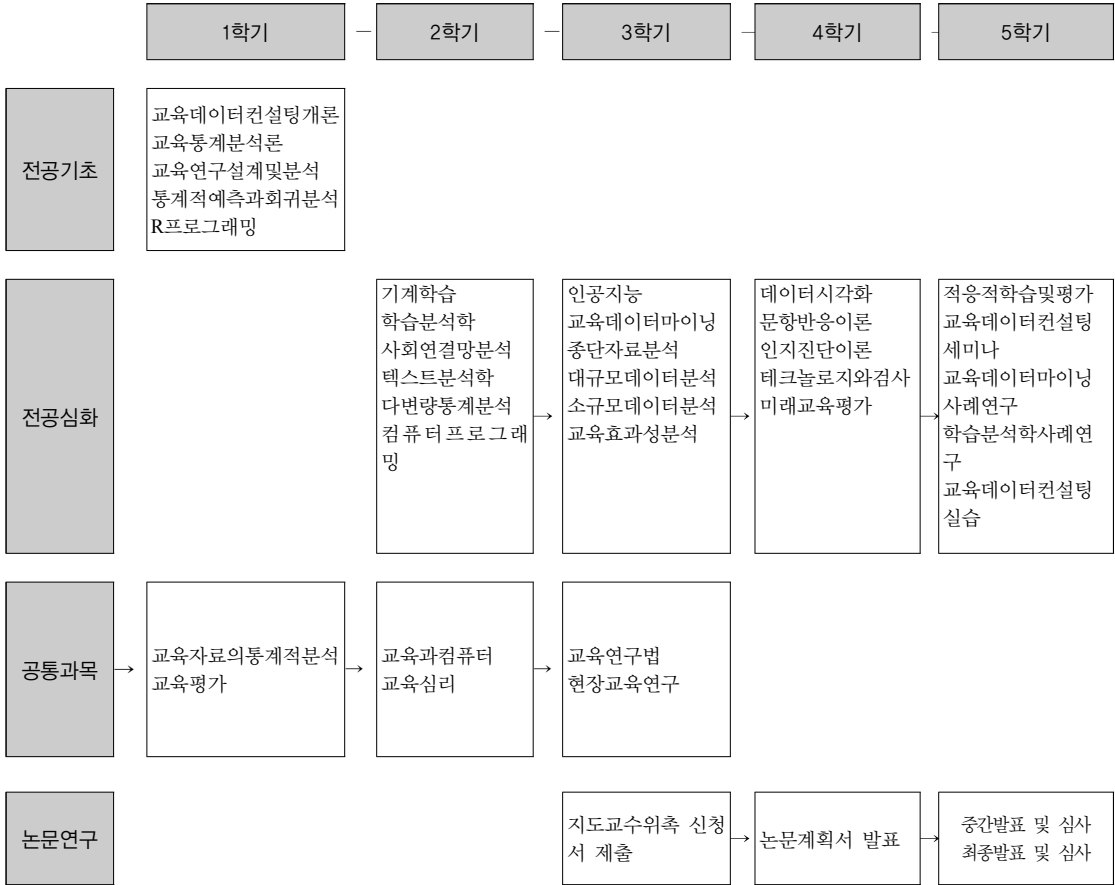 1학기 － 2학기 － 3학기 － 4학기 － 5학기
전공기초
교육데이터컨설팅개론
교육통계분석론
교육연구설계및분석
통계적예측과회귀분석
R프로그래밍
전공심화
기계학습
학습분석학
사회연결망분석
텍스트분석학
다변량통계분석
컴퓨터프로그래
밍
→
인공지능
교육데이터마이닝
종단자료분석
대규모데이터분석
소규모데이터분석
교육효과성분석
→
데이터시각화
문항반응이론
인지진단이론
테크놀로지와검사
미래교육평가
→
적응적학습및평가
교육데이터컨설팅
세미나
교육데이터마이닝
사례연구
학습분석학사례연
구
교육데이터컨설팅
실습
공통과목
→
교육자료의통계적분석
교육평가
→
교육과컴퓨터
교육심리
→
교육연구법
현장교육연구
논문연구
지도교수위촉 신청
서 제출
→
논문계획서 발표
→
중간발표 및 심사
최종발표 및 심사